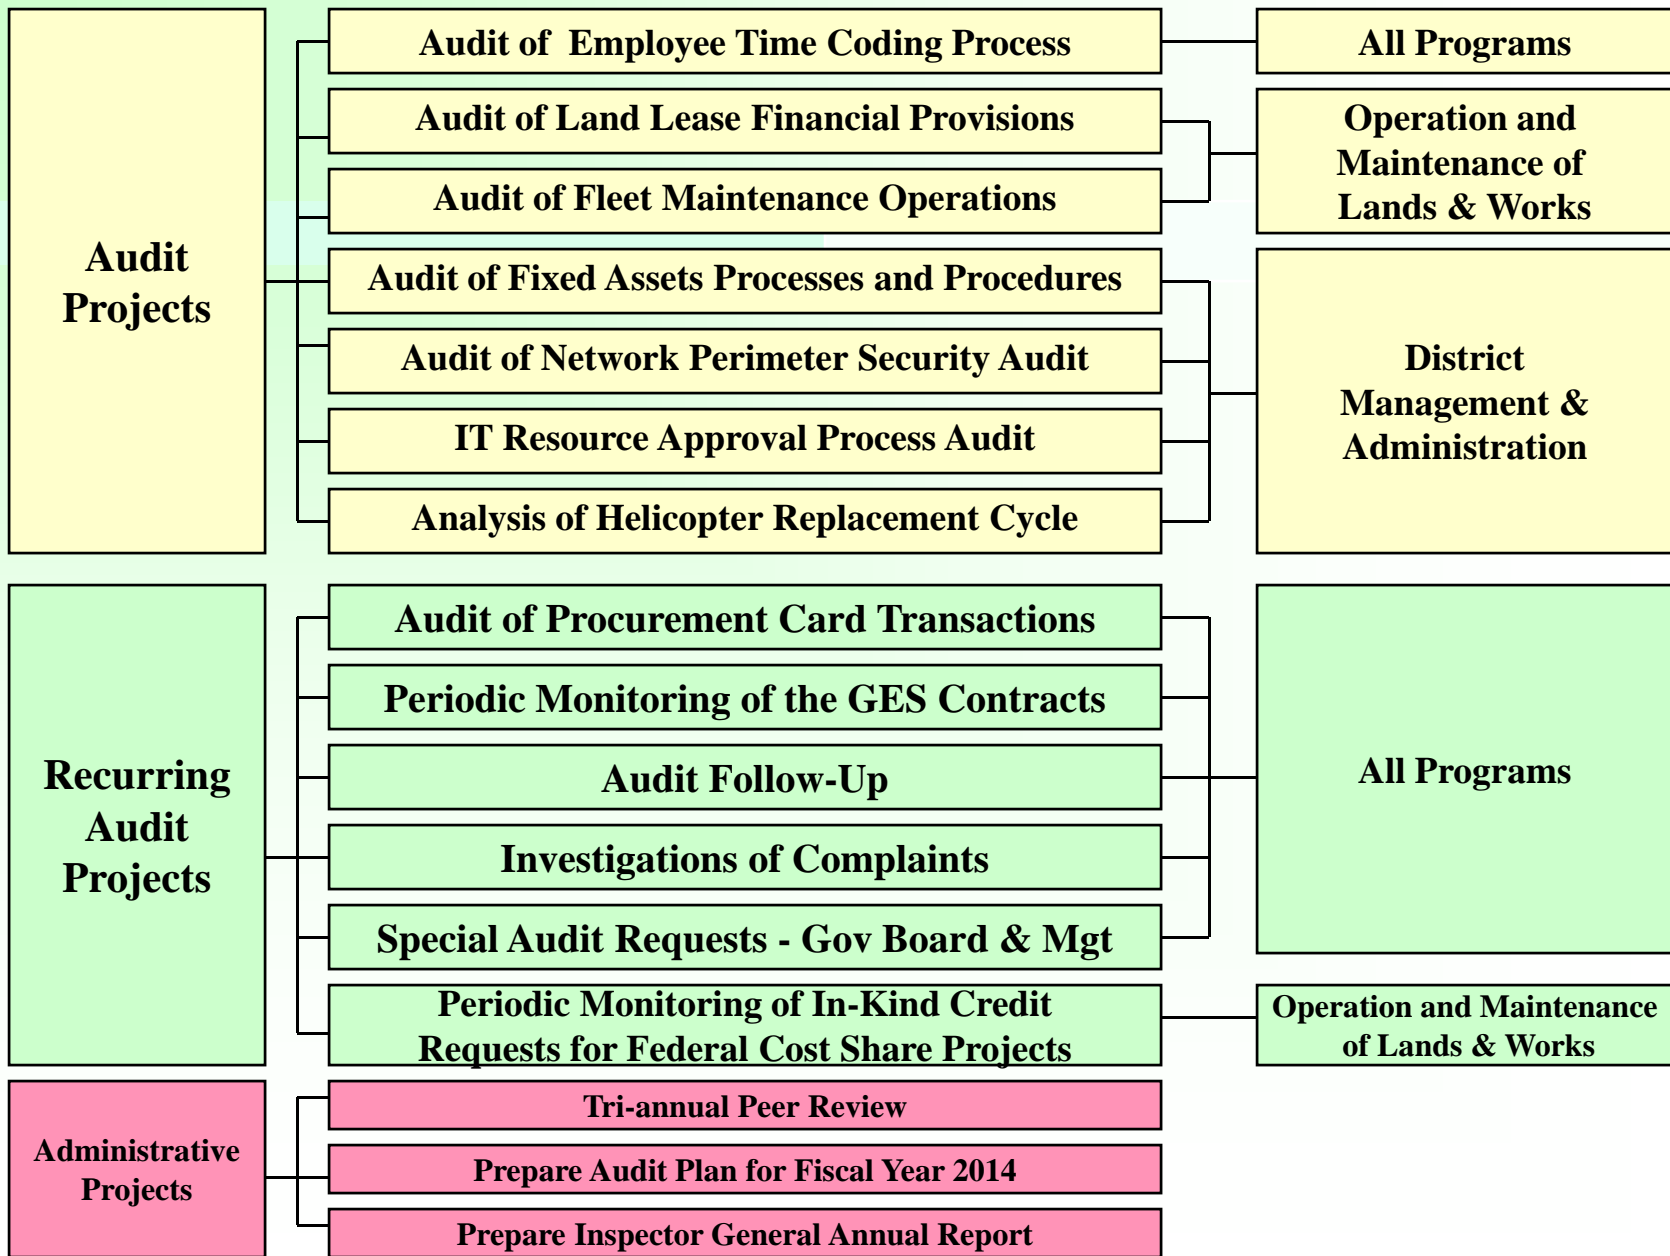 Audit
Projects
Audit of Employee Time Coding Process
All Programs
Audit of Land Lease Financial Provisions
Audit of Fleet Maintenance Operations
Operation and
Maintenance of
Lands & Works
Audit of Fixed Assets Processes and Procedures
Audit of Network Perimeter Security Audit
IT Resource Approval Process Audit
Analysis of Helicopter Replacement Cycle
District
Management &
Administration
Recurring
Audit
Projects
Audit of Procurement Card Transactions
Periodic Monitoring of the GES Contracts
Audit Follow-Up
Investigations of Complaints
Special Audit Requests - Gov Board & Mgt
All Programs
Periodic Monitoring of In-Kind Credit
Requests for Federal Cost Share Projects
Operation and Maintenance
of Lands & Works
Administrative
Projects
Tri-annual Peer Review
Prepare Audit Plan for Fiscal Year 2014
Prepare Inspector General Annual Report